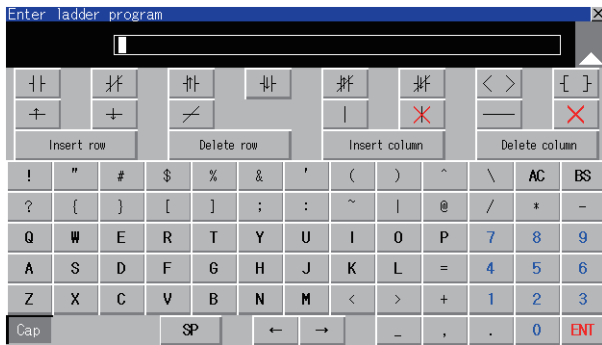 Enter ladder program
Insert row Delete row Insert column Delete column
! " # $ % & ' ( ) ^ \ AC BS
? { } [ ] ; : ~ | @ / * -
Q W E R T Y U I O P 7 8 9
A S D F G H J K L = 4 5 6
Z X C V B N M < > + 1 2 3
Cap SP ← → _ , . 0 ENT